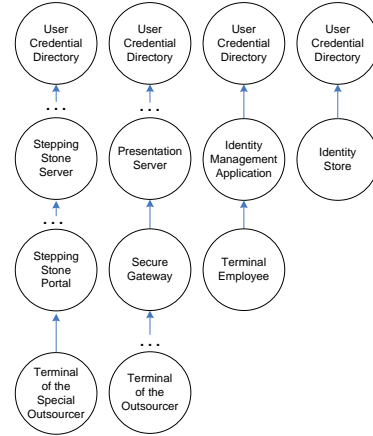 User
Credential
Directory
User
Credential
Directory
User
Credential
Directory
User
Credential
Directory
...
...
Stepping
Stone
Server
Presentation
Server
Identity
Management
Application
Identity
Store
...
Stepping
Stone
Portal
Secure
Gateway
Terminal
Employee
...
Terminal
of the
Special
Outsourcer
Terminal
of the
Outsourcer